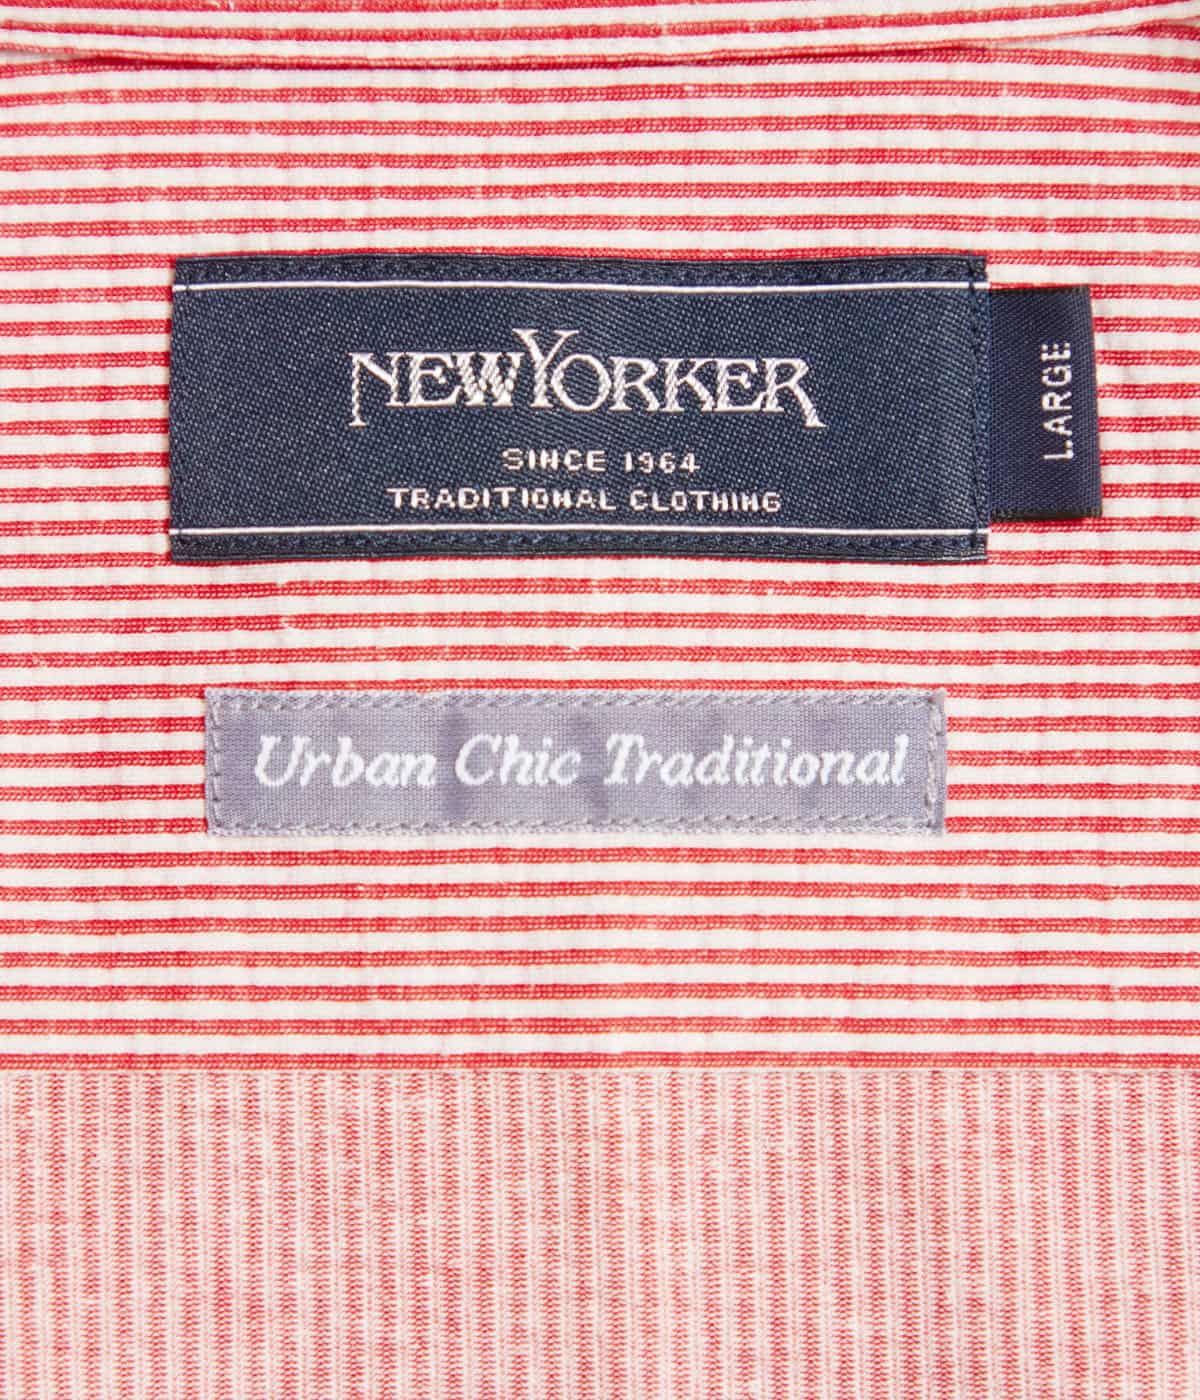 NEWYORKER
SINCE 1964
TRADITIONAL CLOTHING
LARGE
Urban Chic Traditional